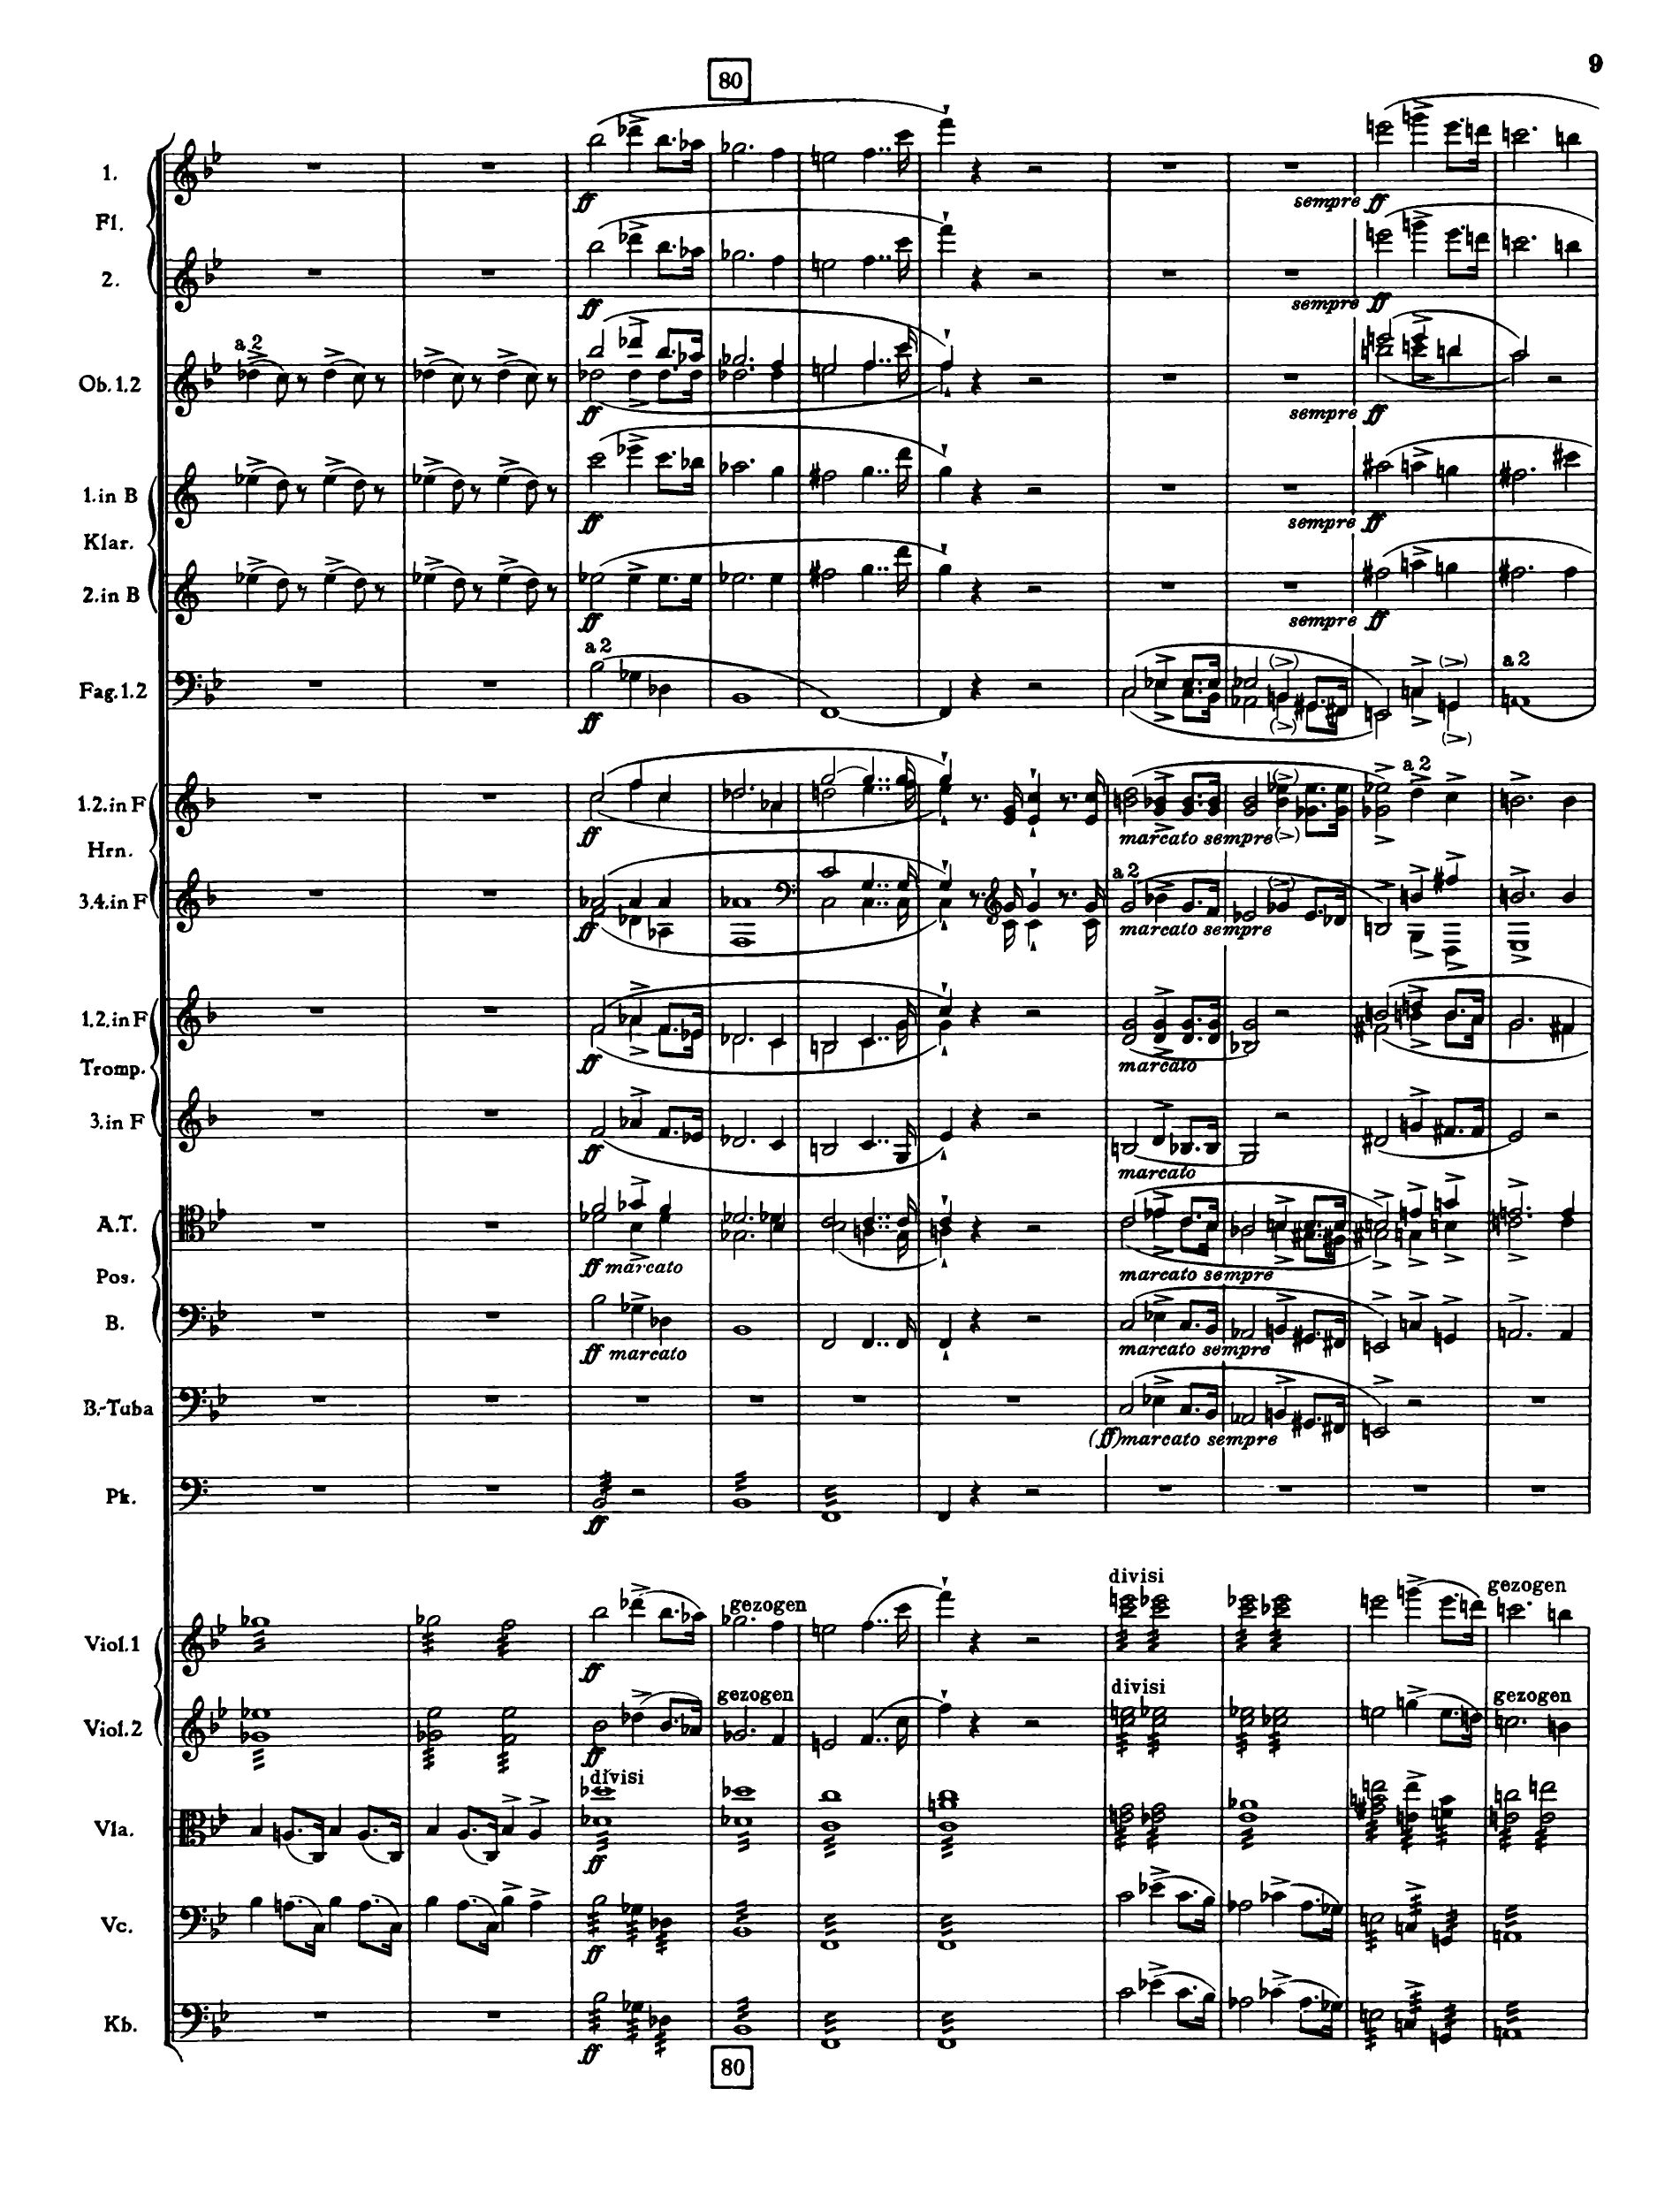 9
80
1.
Fl.
ff
sempre ff
2.
ff
sempre ff
a 2
Ob. 1.2
ff
sempre ff
1. in B
ff
sempre ff
Klar.
2. in B
ff
sempre ff
a 2
a 2
Fag. 1.2
ff
a 2
1.2. in F
ff
marcato sempre
Hrn.
a 2
3.4. in F
ff
marcato sempre
1.2. in F
ff
marcato
Tromp.
3. in F
ff
marcato
A.T.
ff marcato
marcato sempre
Pos.
B.
ff marcato
marcato sempre
B.-Tuba
(ff) marcato sempre
Pk.
ff
divisi
gezogen
gezogen
Viol. 1
ff
divisi
gezogen
gezogen
Viol. 2
ff
divisi
Vla.
ff
Vc.
ff
Kb.
ff
80